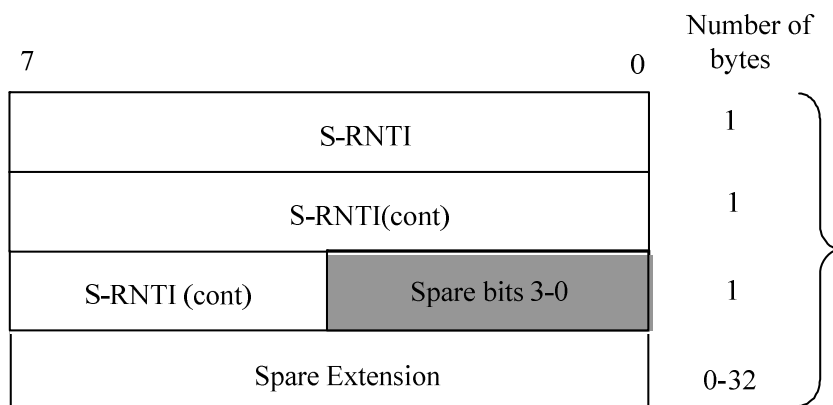 Number of
bytes
7
0
S-RNTI
1
S-RNTI(cont)
1
S-RNTI (cont)
Spare bits 3-0
1
Spare Extension
0-32